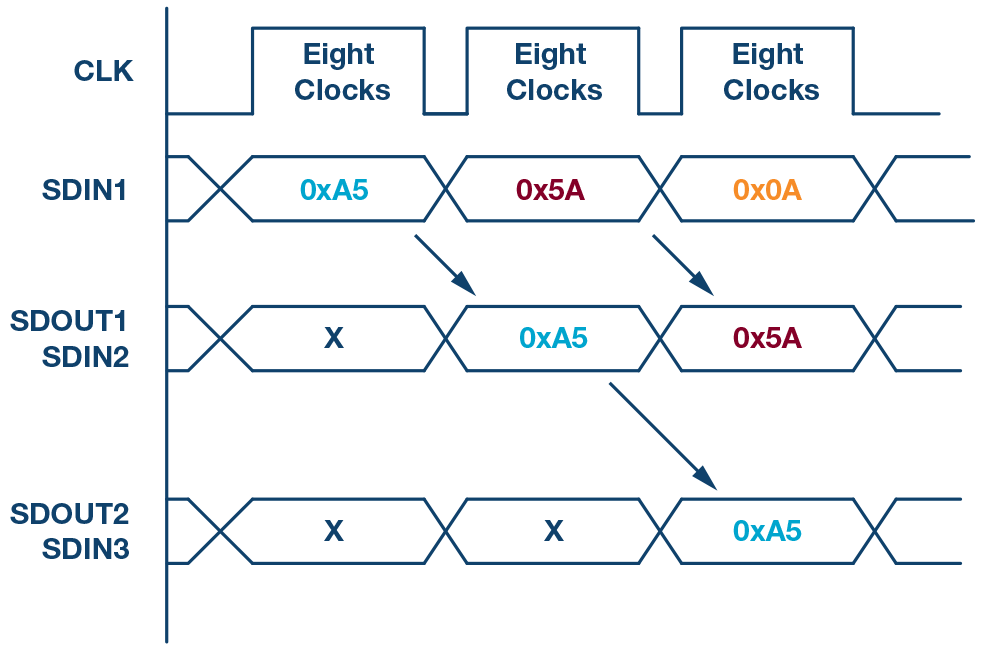 CLK
Eight
Clocks
Eight
Clocks
Eight
Clocks
SDIN1
0xA5
0x5A
0x0A
SDOUT1
SDIN2
X
0xA5
0x5A
SDOUT2
SDIN3
X
X
0xA5